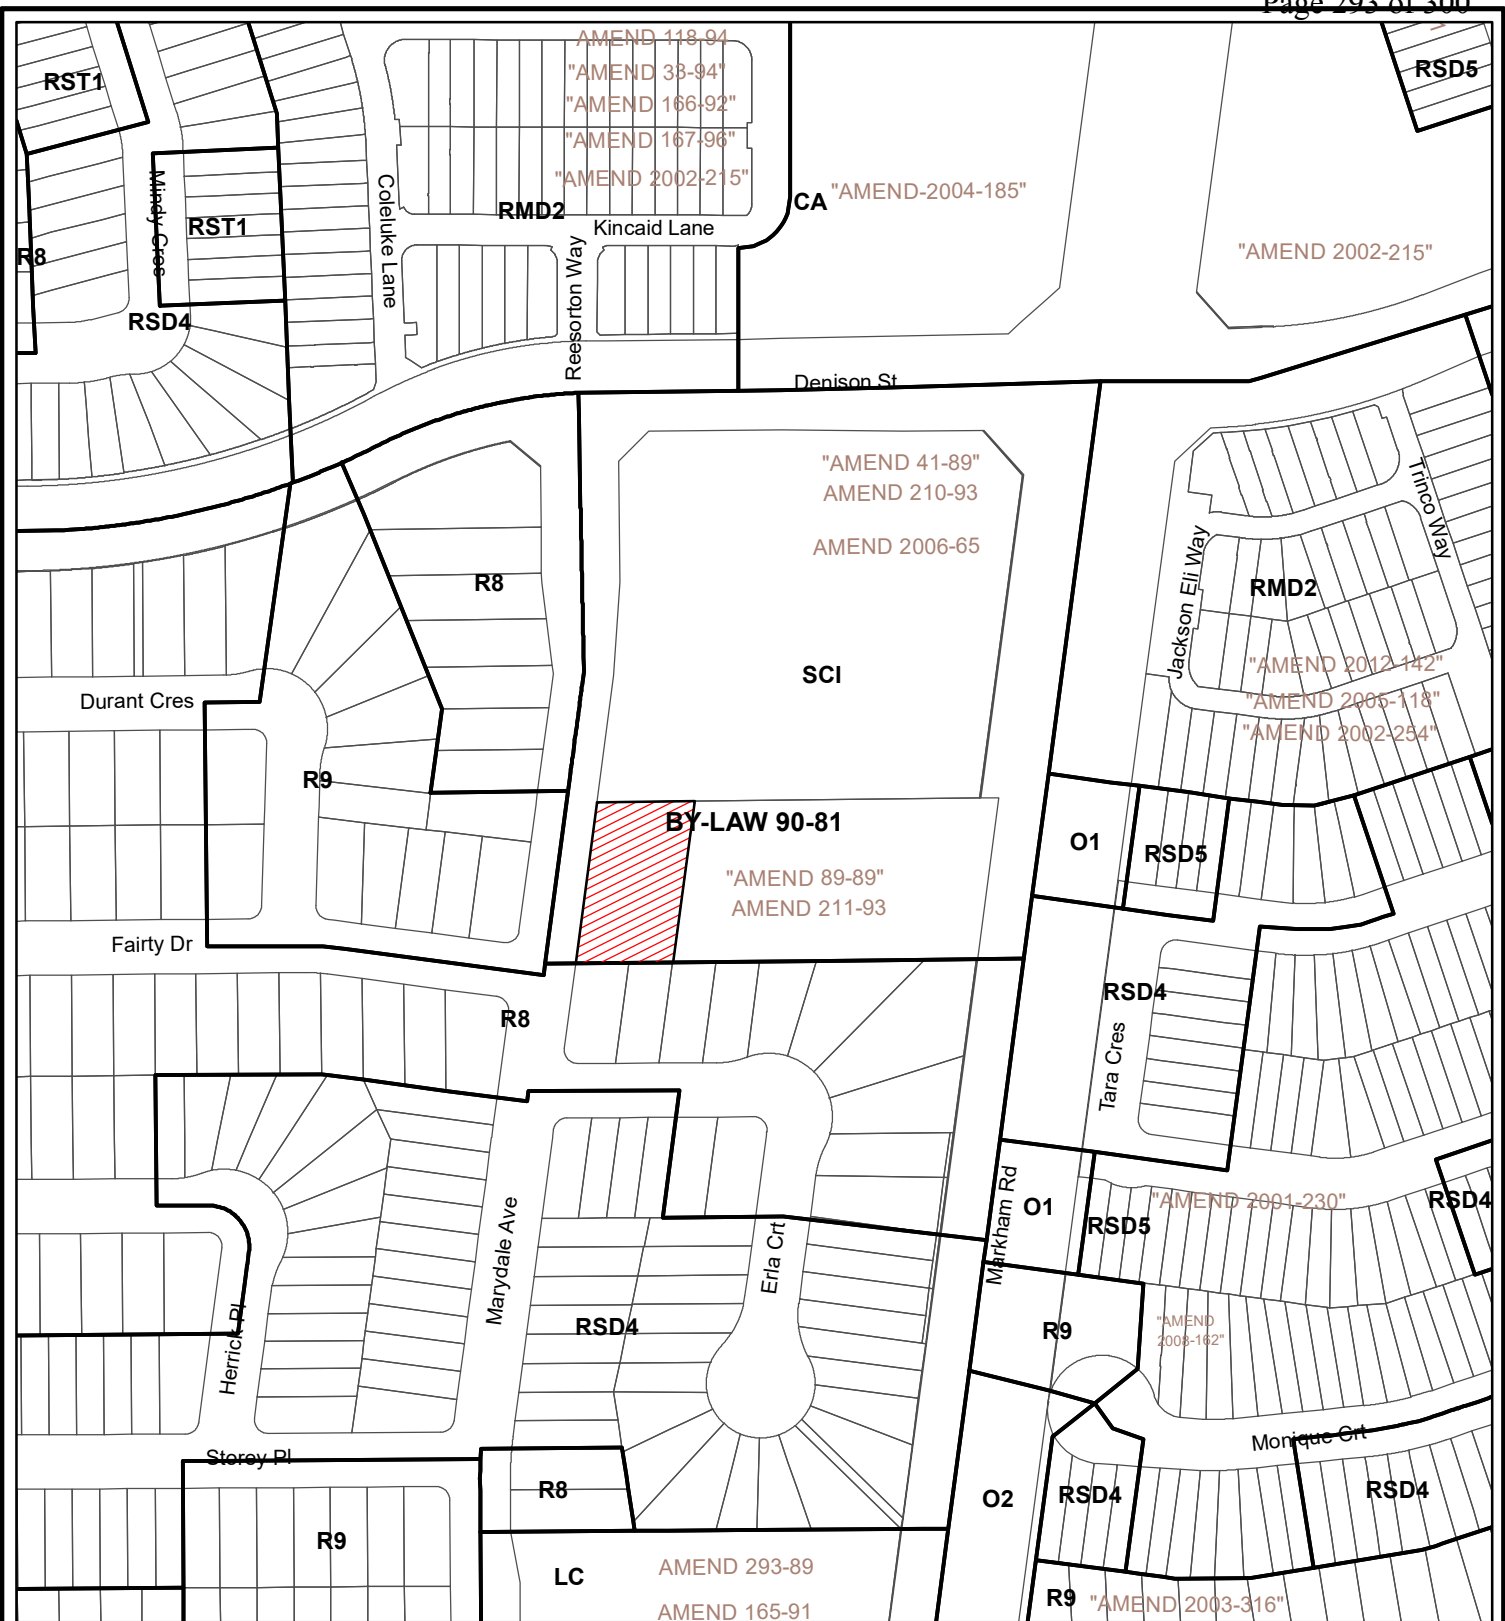 Page 293 of 300
AMEND 118-94
RST1
"AMEND 33-94"
RSD5
"AMEND 166-92"
"AMEND 167-96"
"AMEND 2002-215"
Mindy Cres
Coleluke Lane
RMD2
CA
"AMEND-2004-185"
RST1
Kincaid Lane
R8
Reesorton Way
"AMEND 2002-215"
RSD4
Denison St
"AMEND 41-89"
AMEND 210-93
Trinco Way
AMEND 2006-65
R8
Jackson Eli Way
RMD2
SCI
"AMEND 2012-142"
Durant Cres
"AMEND 2005-118"
"AMEND 2002-254"
R9
BY-LAW 90-81
O1
RSD5
"AMEND 89-89"
AMEND 211-93
Fairty Dr
RSD4
R8
Tara Cres
Markham Rd
O1
"AMEND 2001-230"
RSD4
RSD5
Marydale Ave
Erla Crt
RSD4
R9
"AMEND
2008-162"
Herrick Pl
Monique Crt
Storey Pl
R8
O2
RSD4
RSD4
R9
LC
AMEND 293-89
AMEND 165-91
R9
"AMEND 2003-316"